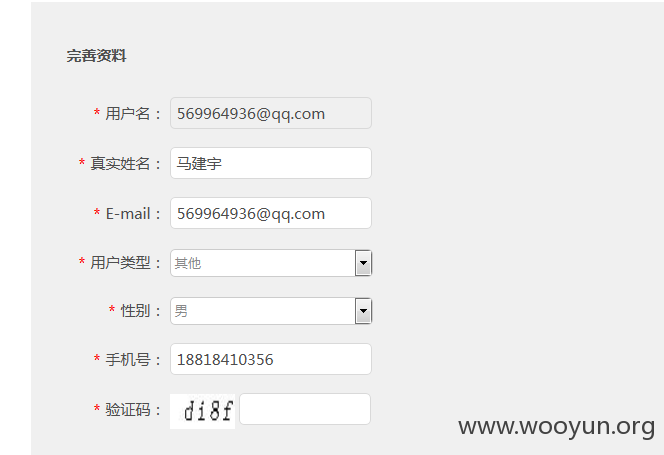 完善资料
* 用户名： 569964936@qq.com
* 真实姓名： 马建宇
* E-mail： 569964936@qq.com
* 用户类型： 其他
* 性别： 男
* 手机号： 18818410356
* 验证码： di8f
www.wooyun.org